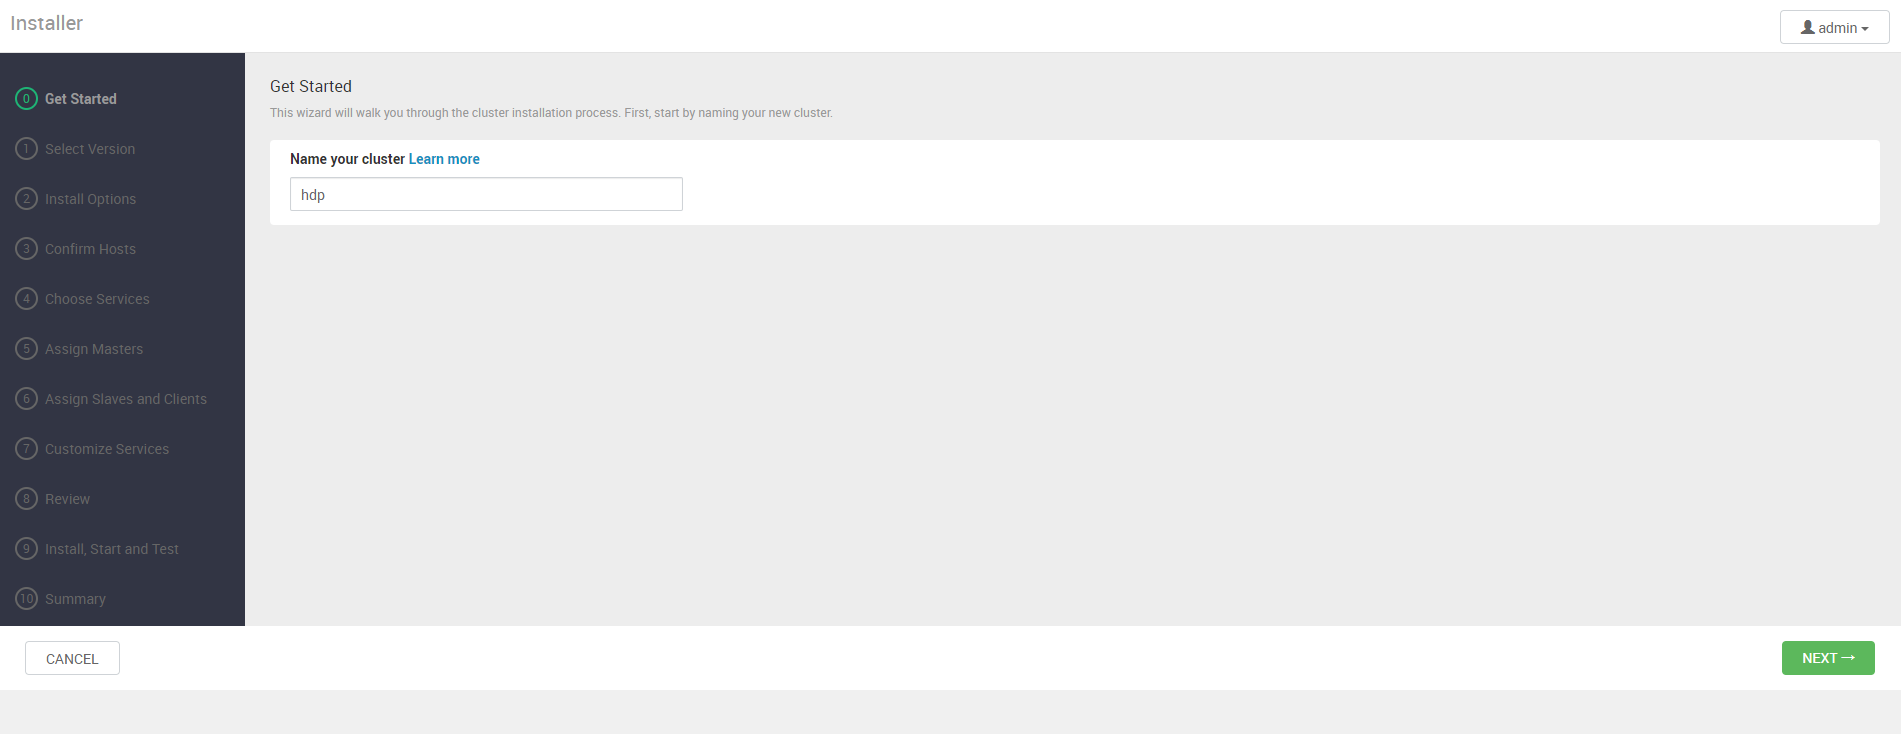 Installer
admin
0 Get Started
1 Select Version
2 Install Options
3 Confirm Hosts
4 Choose Services
5 Assign Masters
6 Assign Slaves and Clients
7 Customize Services
8 Review
9 Install, Start and Test
10 Summary
Get Started
This wizard will walk you through the cluster installation process. First, start by naming your new cluster.
Name your cluster Learn more
hdp
CANCEL
NEXT →